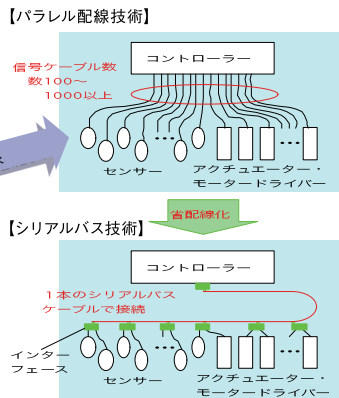 【パラレル配線技術】
コントローラー
信号ケーブル数
数100〜
1000以上
センサー
アクチュエーター・
モータードライバー
省配線化
【シリアルバス技術】
コントローラー
1本のシリアルバス
ケーブルで接続
インター
フェース
センサー
アクチュエーター・
モータードライバー